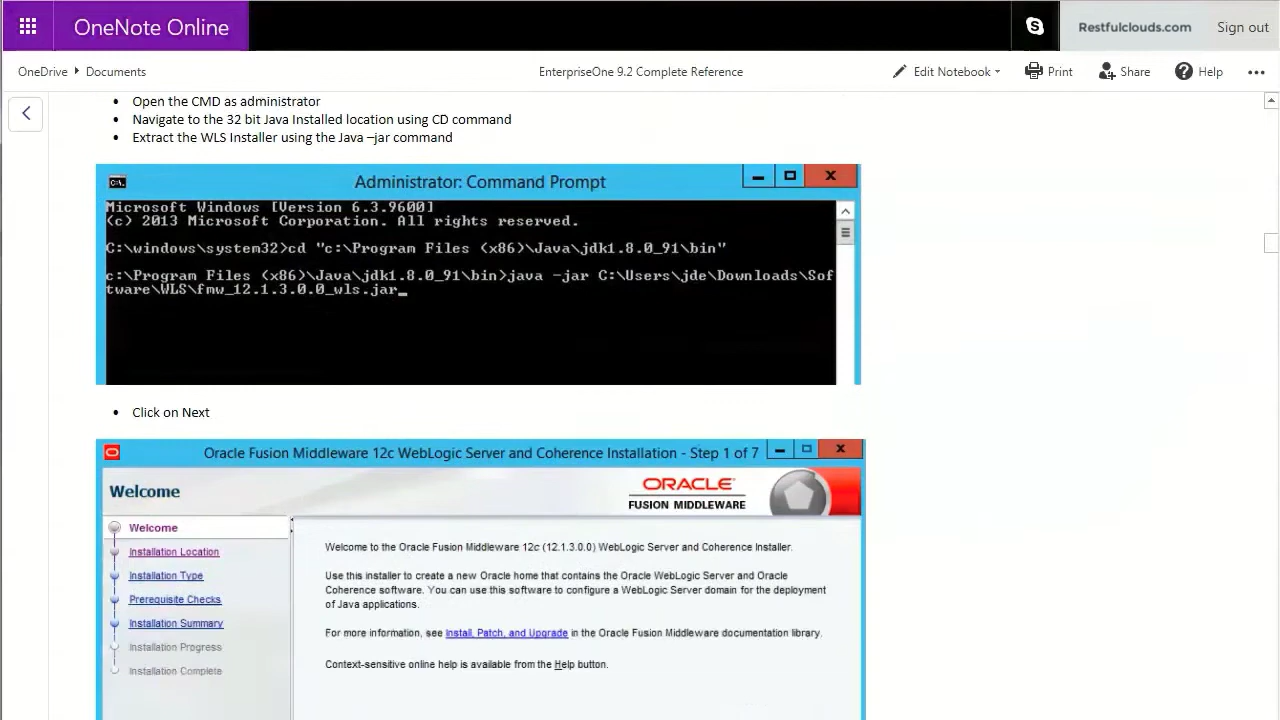 OneNote Online
Restfulclouds.com
Sign out
OneDrive
Documents
EnterpriseOne 9.2 Complete Reference
Edit Notebook
Print
Share
Help
• Open the CMD as administrator
• Navigate to the 32 bit Java Installed location using CD command
• Extract the WLS Installer using the Java –jar command
Administrator: Command Prompt
Microsoft Windows [Version 6.3.9600]
(c) 2013 Microsoft Corporation. All rights reserved.
C:\windows\system32>cd "c:\Program Files (x86)\Java\jdk1.8.0_91\bin"
c:\Program Files (x86)\Java\jdk1.8.0_91\bin>java -jar C:\Users\jde\Downloads\Sof
tware\WLS\fmw_12.1.3.0.0_wls.jar_
• Click on Next
Oracle Fusion Middleware 12c WebLogic Server and Coherence Installation - Step 1 of 7
Welcome
ORACLE
FUSION MIDDLEWARE
Welcome
Installation Location
Installation Type
Prerequisite Checks
Installation Summary
Installation Progress
Installation Complete
Welcome to the Oracle Fusion Middleware 12c (12.1.3.0.0) WebLogic Server and Coherence Installer.
Use this installer to create a new Oracle home that contains the Oracle WebLogic Server and Oracle
Coherence software. You can use this software to configure a WebLogic Server domain for the deployment
of Java applications.
For more information, see Install, Patch, and Upgrade in the Oracle Fusion Middleware documentation library.
Context-sensitive online help is available from the Help button.